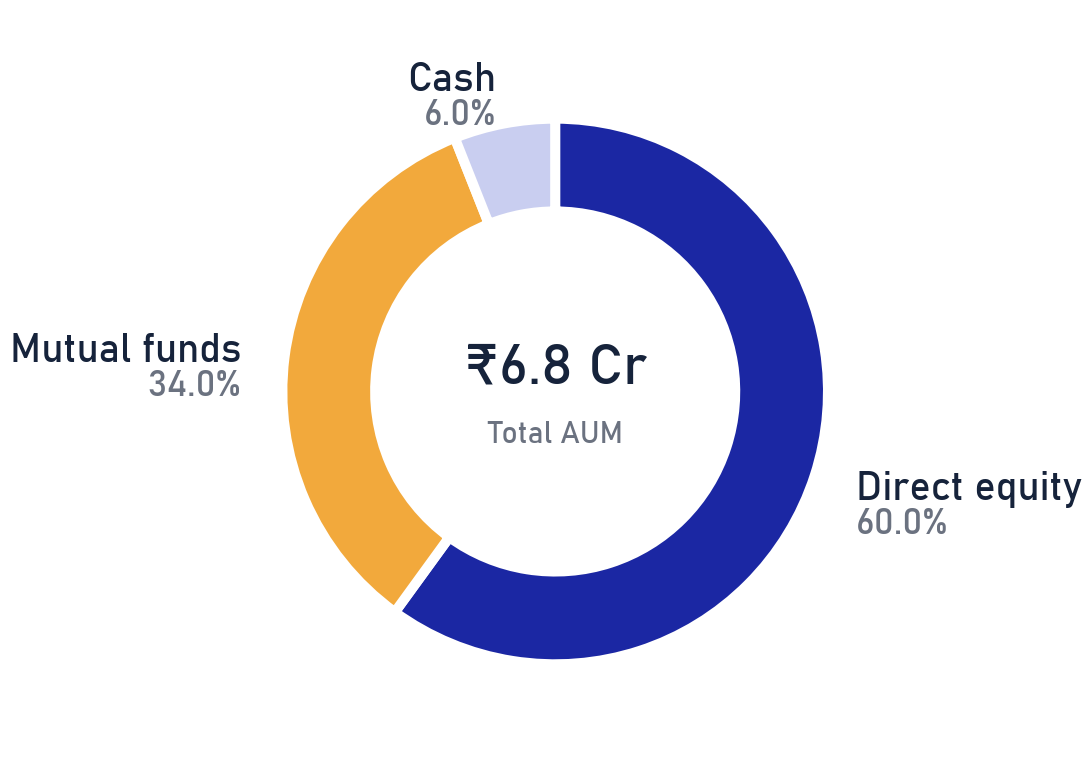 Cash
6.0%
Mutual funds
34.0%
₹6.8 Cr
Total AUM
Direct equity
60.0%